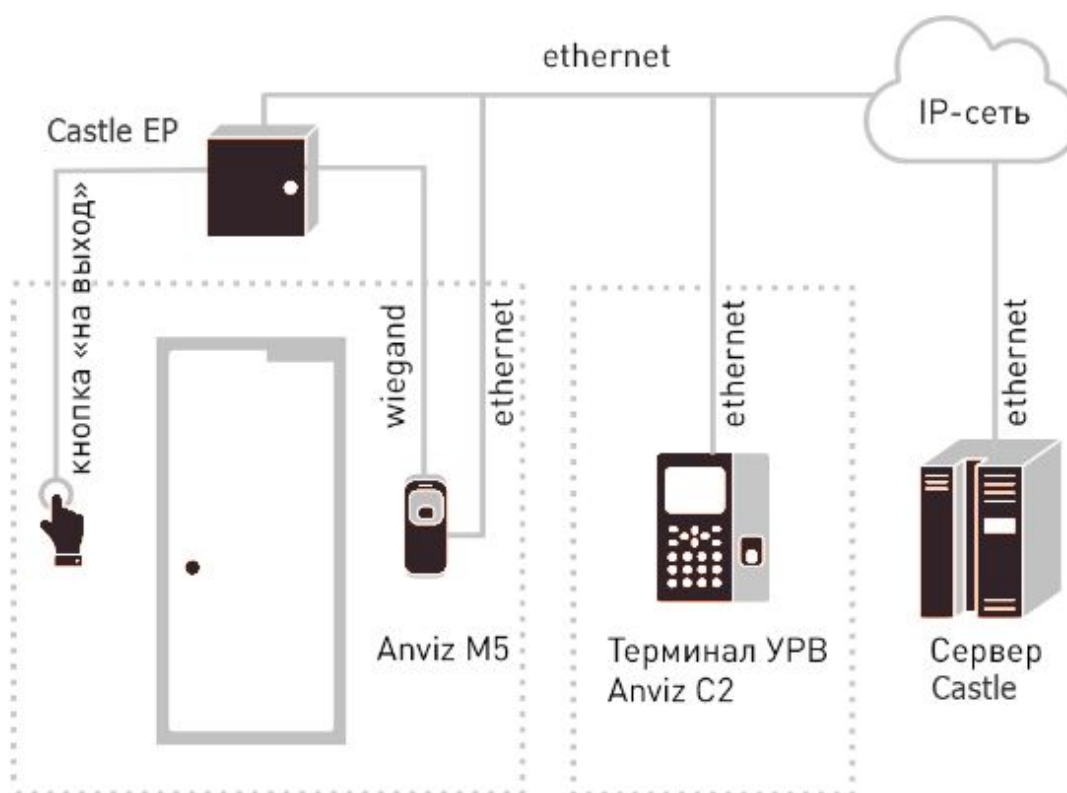 ethernet
IP-сеть
Castle EP
кнопка «на выход»
wiegand
ethernet
ethernet
ethernet
Anviz M5
Терминал УРВ
Anviz C2
Сервер
Castle